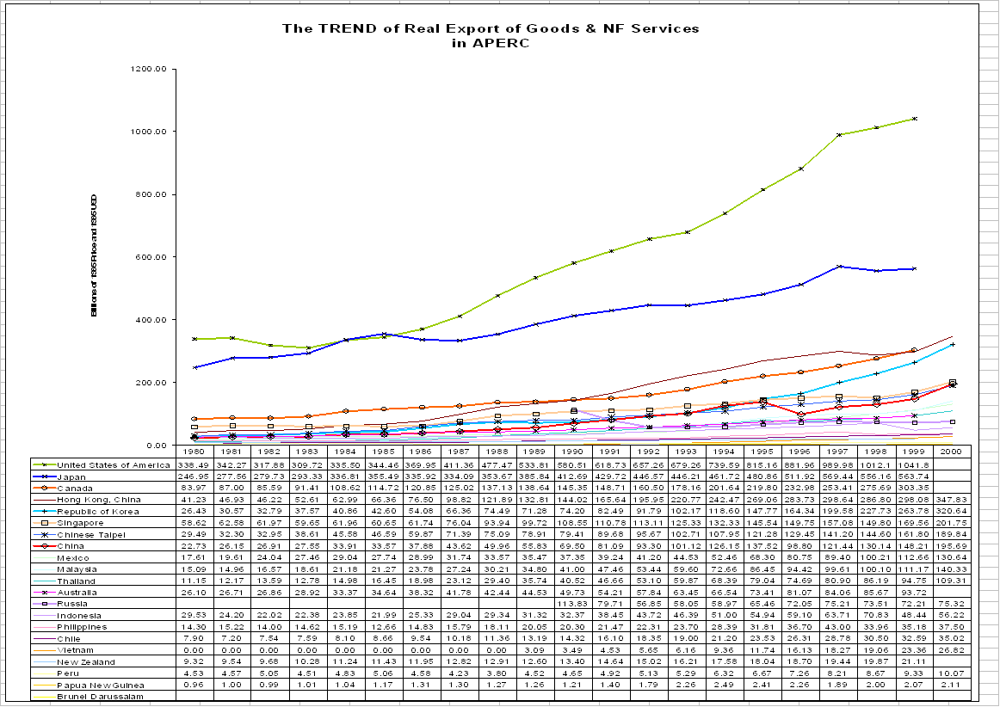 The TREND of Real Export of Goods & NF Services
in APERC
1200.00
1000.00
800.00
600.00
400.00
200.00
0.00
Billions of 1995 Price and 1995 USD
1980 1981 1982 1983 1984 1985 1986 1987 1988 1989 1990 1991 1992 1993 1994 1995 1996 1997 1998 1999 2000
United States of America 338.49 342.27 317.88 309.72 335.50 344.46 369.95 411.36 477.47 533.81 580.51 618.73 657.26 679.26 739.59 815.16 881.96 989.98 1012.1 1041.8
Japan 246.95 277.56 279.73 293.33 336.81 355.49 335.92 334.09 353.67 385.84 412.69 429.72 446.57 446.21 461.72 480.86 511.92 569.44 556.16 563.74
Canada 83.97 87.00 85.59 91.41 108.62 114.72 120.85 125.02 137.13 138.64 145.35 148.71 160.50 178.16 201.64 219.80 232.98 253.41 275.69 303.35
Hong Kong, China 41.23 46.93 46.22 52.61 62.99 66.36 76.50 98.82 121.89 132.81 144.02 165.64 195.95 220.77 242.47 269.06 283.73 298.64 286.80 298.08 347.83
Republic of Korea 26.43 30.57 32.79 37.57 40.86 42.60 54.08 66.36 74.49 71.28 74.20 82.49 91.79 102.17 118.60 147.77 164.34 199.58 227.73 263.78 320.64
Singapore 58.62 62.58 61.97 59.65 61.96 60.65 61.74 76.04 93.94 99.72 108.55 110.78 113.11 125.33 132.33 145.54 149.75 157.08 149.80 169.56 201.75
Chinese Taipei 29.49 32.30 32.95 38.61 45.58 46.59 59.87 71.39 75.09 78.91 79.41 89.68 95.67 102.71 107.95 121.28 129.45 141.20 144.60 161.80 189.84
China 22.73 26.15 26.91 27.55 33.91 33.57 37.88 43.62 49.96 55.83 69.50 81.09 93.30 101.12 126.15 137.52 98.80 121.44 130.14 148.21 195.69
Mexico 17.61 19.61 24.04 27.46 29.04 27.74 28.99 31.74 33.57 35.47 37.35 39.24 41.20 44.53 52.46 68.30 80.75 89.40 100.21 112.66 130.64
Malaysia 15.09 14.96 16.57 18.61 21.18 21.27 23.78 27.24 30.21 34.80 41.00 47.46 53.44 59.60 72.66 86.45 94.42 99.61 100.10 111.17 140.33
Thailand 11.15 12.17 13.59 12.78 14.98 16.45 18.98 23.12 29.40 35.74 40.52 46.66 53.10 59.87 68.39 79.04 74.69 80.90 86.19 94.75 109.31
Australia 26.10 26.71 26.86 28.92 33.37 34.64 38.32 41.78 42.44 44.53 49.73 54.21 57.84 63.45 66.54 73.41 81.07 84.06 85.67 93.72
Russia 113.83 79.71 56.85 58.05 58.97 65.46 72.05 75.21 73.51 72.21 75.32
Indonesia 29.53 24.20 22.02 22.38 23.85 21.99 25.33 29.04 29.34 31.32 32.37 38.45 43.72 46.39 51.00 54.94 59.10 63.71 70.83 48.44 56.22
Philippines 14.30 15.22 14.00 14.62 15.19 12.66 14.83 15.79 18.11 20.05 20.30 21.47 22.31 23.70 28.39 31.81 36.70 43.00 33.96 35.18 37.50
Chile 7.90 7.20 7.54 7.59 8.10 8.66 9.54 10.18 11.36 13.19 14.32 16.10 18.35 19.00 21.20 23.53 26.31 28.78 30.50 32.59 35.02
Vietnam 0.00 0.00 0.00 0.00 0.00 0.00 0.00 0.00 0.00 3.09 3.49 4.53 5.65 6.16 9.36 11.74 16.13 18.27 19.06 23.36 26.82
New Zealand 9.32 9.54 9.68 10.28 11.24 11.43 11.95 12.82 12.91 12.60 13.40 14.64 15.02 16.21 17.58 18.04 18.70 19.44 19.87 21.11
Peru 4.53 4.57 5.05 4.51 4.83 5.06 4.58 4.23 3.80 4.52 4.65 4.92 5.13 5.29 6.32 6.67 7.26 8.21 8.67 9.33 10.07
Papua New Guinea 0.96 1.00 0.99 1.01 1.04 1.17 1.31 1.30 1.27 1.26 1.21 1.40 1.79 2.26 2.49 2.41 2.26 1.89 2.00 2.07 2.11
Brunei Darussalam